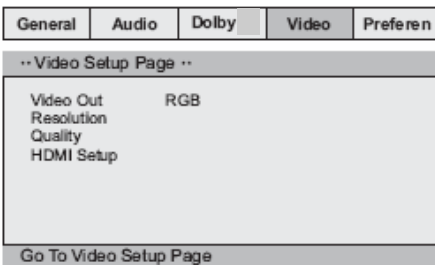 General Audio Dolby Video Preferen
·· Video Setup Page ··
Video Out RGB
Resolution
Quality
HDMI Setup
Go To Video Setup Page